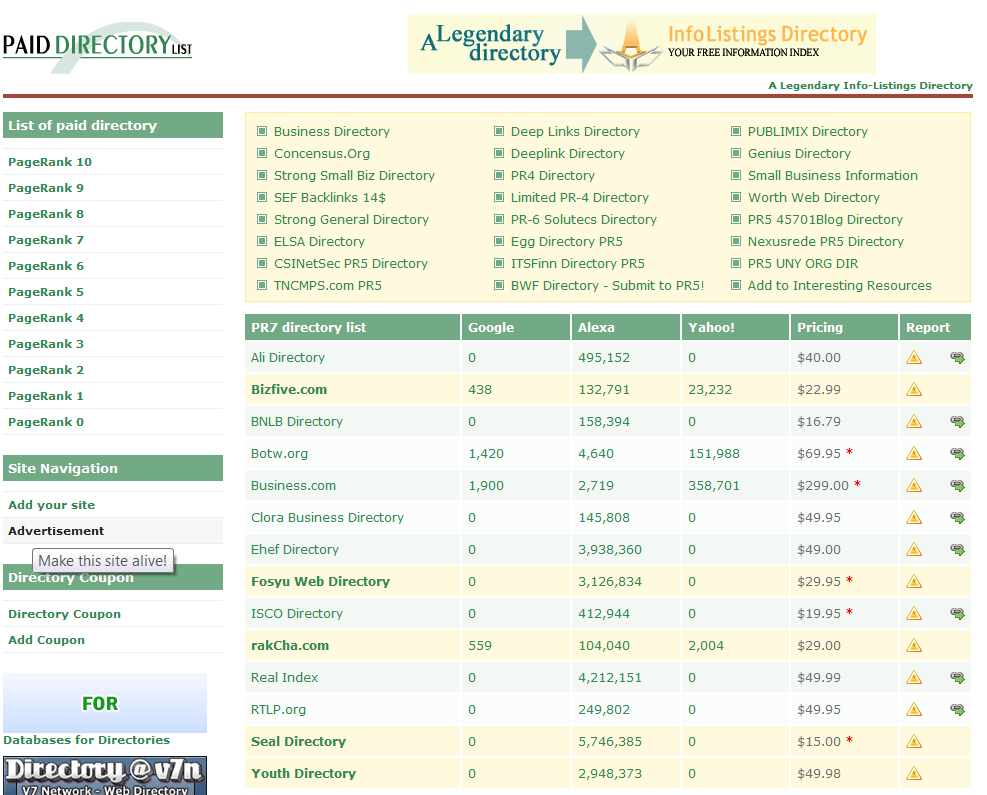 PAID DIRECTORY LIST
A Legendary directory
InfoListings Directory
YOUR FREE INFORMATION INDEX
A Legendary Info-Listings Directory
List of paid directory
PageRank 10
PageRank 9
PageRank 8
PageRank 7
PageRank 6
PageRank 5
PageRank 4
PageRank 3
PageRank 2
PageRank 1
PageRank 0
Site Navigation
Add your site
Advertisement
Make this site alive!
Directory Coupon
Directory Coupon
Add Coupon
FOR
Databases for Directories
Directory @ v7n
V7 Network - Web Directory
Business Directory Deep Links Directory PUBLIMIX Directory
Concensus.Org Deeplink Directory Genius Directory
Strong Small Biz Directory PR4 Directory Small Business Information
SEF Backlinks 14$ Limited PR-4 Directory Worth Web Directory
Strong General Directory PR-6 Solutecs Directory PR5 45701Blog Directory
ELSA Directory Egg Directory PR5 Nexusrede PR5 Directory
CSINetSec PR5 Directory ITSFinn Directory PR5 PR5 UNY ORG DIR
TNCMPS.com PR5 BWF Directory - Submit to PR5! Add to Interesting Resources
PR7 directory list Google Alexa Yahoo! Pricing Report
Ali Directory 0 495,152 0 $40.00
Bizfive.com 438 132,791 23,232 $22.99
BNLB Directory 0 158,394 0 $16.79
Botw.org 1,420 4,640 151,988 $69.95 *
Business.com 1,900 2,719 358,701 $299.00 *
Clora Business Directory 0 145,808 0 $49.95
Ehef Directory 0 3,938,360 0 $49.00
Fosyu Web Directory 0 3,126,834 0 $29.95 *
ISCO Directory 0 412,944 0 $19.95 *
rakCha.com 559 104,040 2,004 $29.00
Real Index 0 4,212,151 0 $49.99
RTLP.org 0 249,802 0 $49.95
Seal Directory 0 5,746,385 0 $15.00 *
Youth Directory 0 2,948,373 0 $49.98